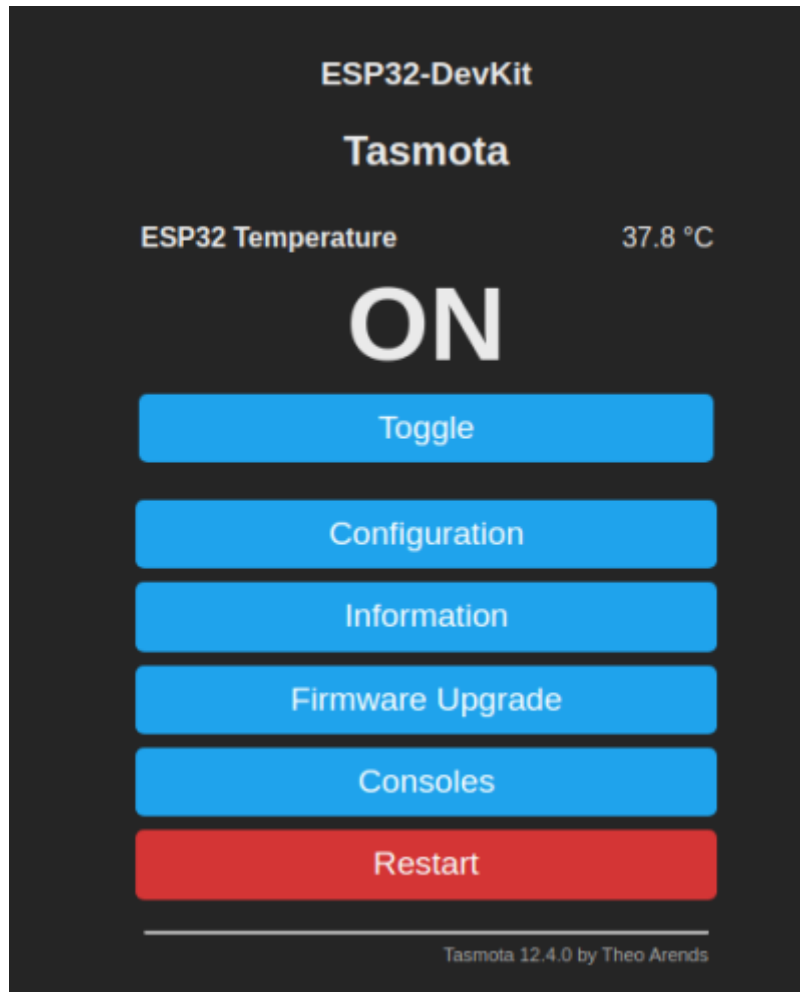 ESP32-DevKit
Tasmota
ESP32 Temperature 37.8 °C
ON
Toggle
Configuration
Information
Firmware Upgrade
Consoles
Restart
Tasmota 12.4.0 by Theo Arends